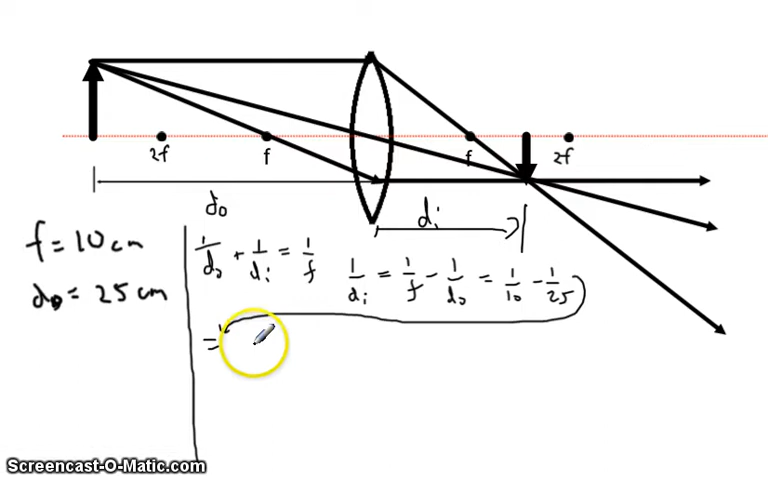 2f f f 2f
do
di
f = 10 cm
do = 25 cm
1/do + 1/di = 1/f
1/di = 1/f - 1/do = 1/10 - 1/25
=
Screencast-O-Matic.com